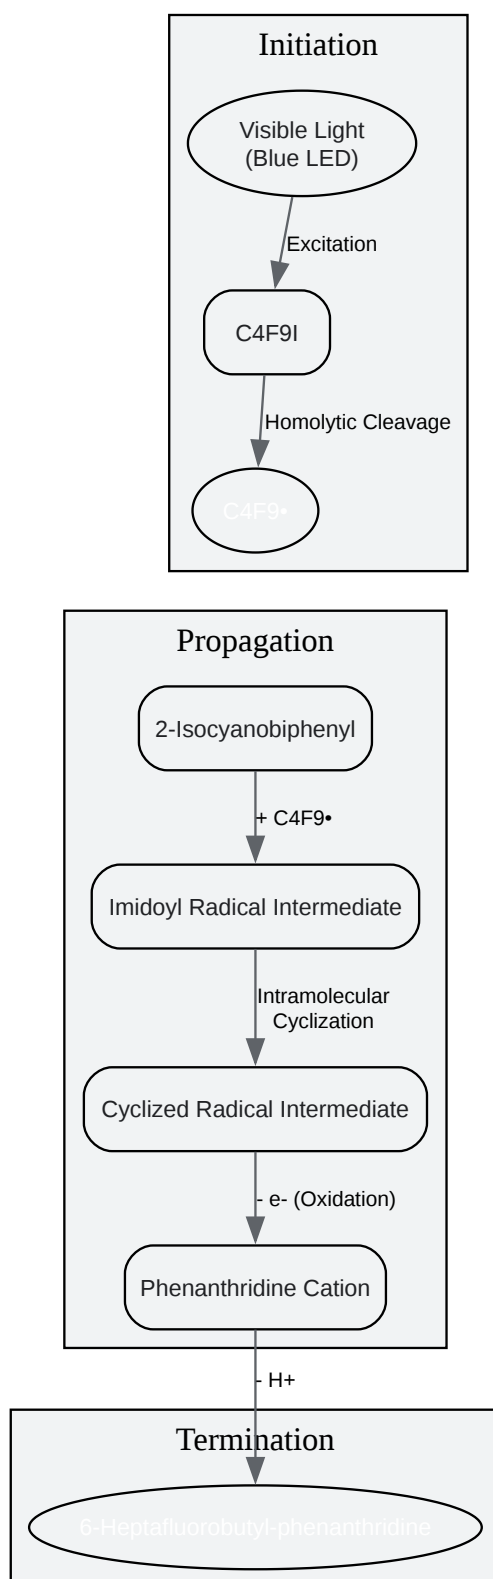 Initiation
Visible Light
(Blue LED)
Excitation
C4F9I
Homolytic Cleavage
C4F9•
Propagation
2-Isocyanobiphenyl
+ C4F9•
Imidoyl Radical Intermediate
Intramolecular
Cyclization
Cyclized Radical Intermediate
- e- (Oxidation)
Phenanthridine Cation
- H+
Termination
6-Heptafluorobutyl-phenanthridine